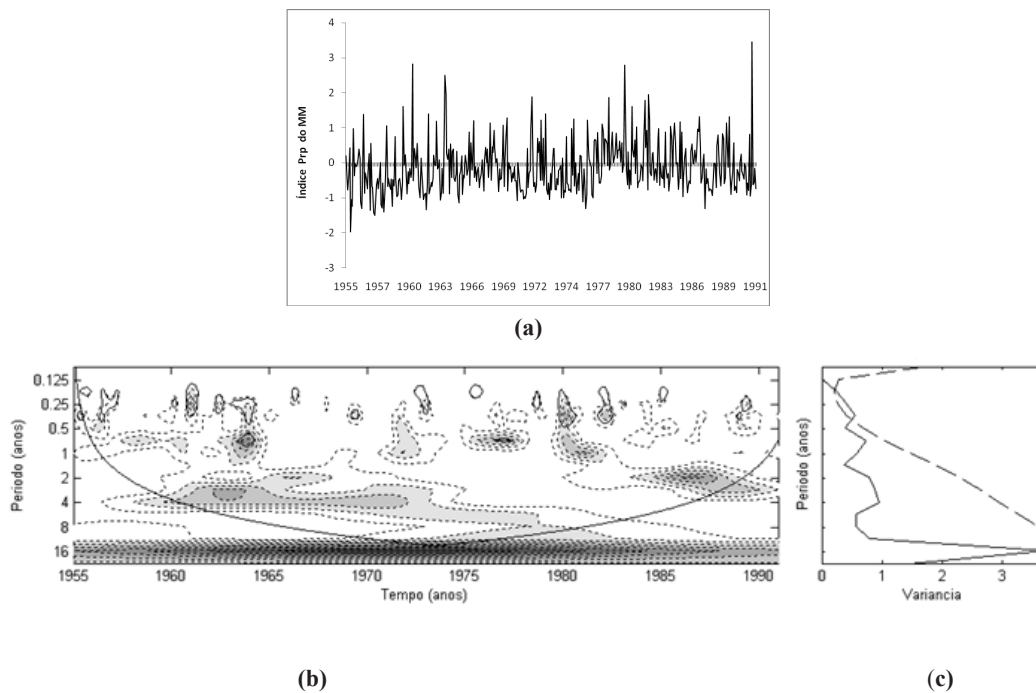 4
3
2
1
0
-1
-2
-3
Índice Prp do MM
1955 1957 1960 1963 1966 1969 1972 1974 1977 1980 1983 1986 1989 1991
(a)
0.125
0.25
0.5
1
2
4
8
16
Periodo (anos)
1955 1960 1965 1970 1975 1980 1985 1990
Tempo (anos)
Periodo (anos)
0 1 2 3
Variancia
(b)
(c)